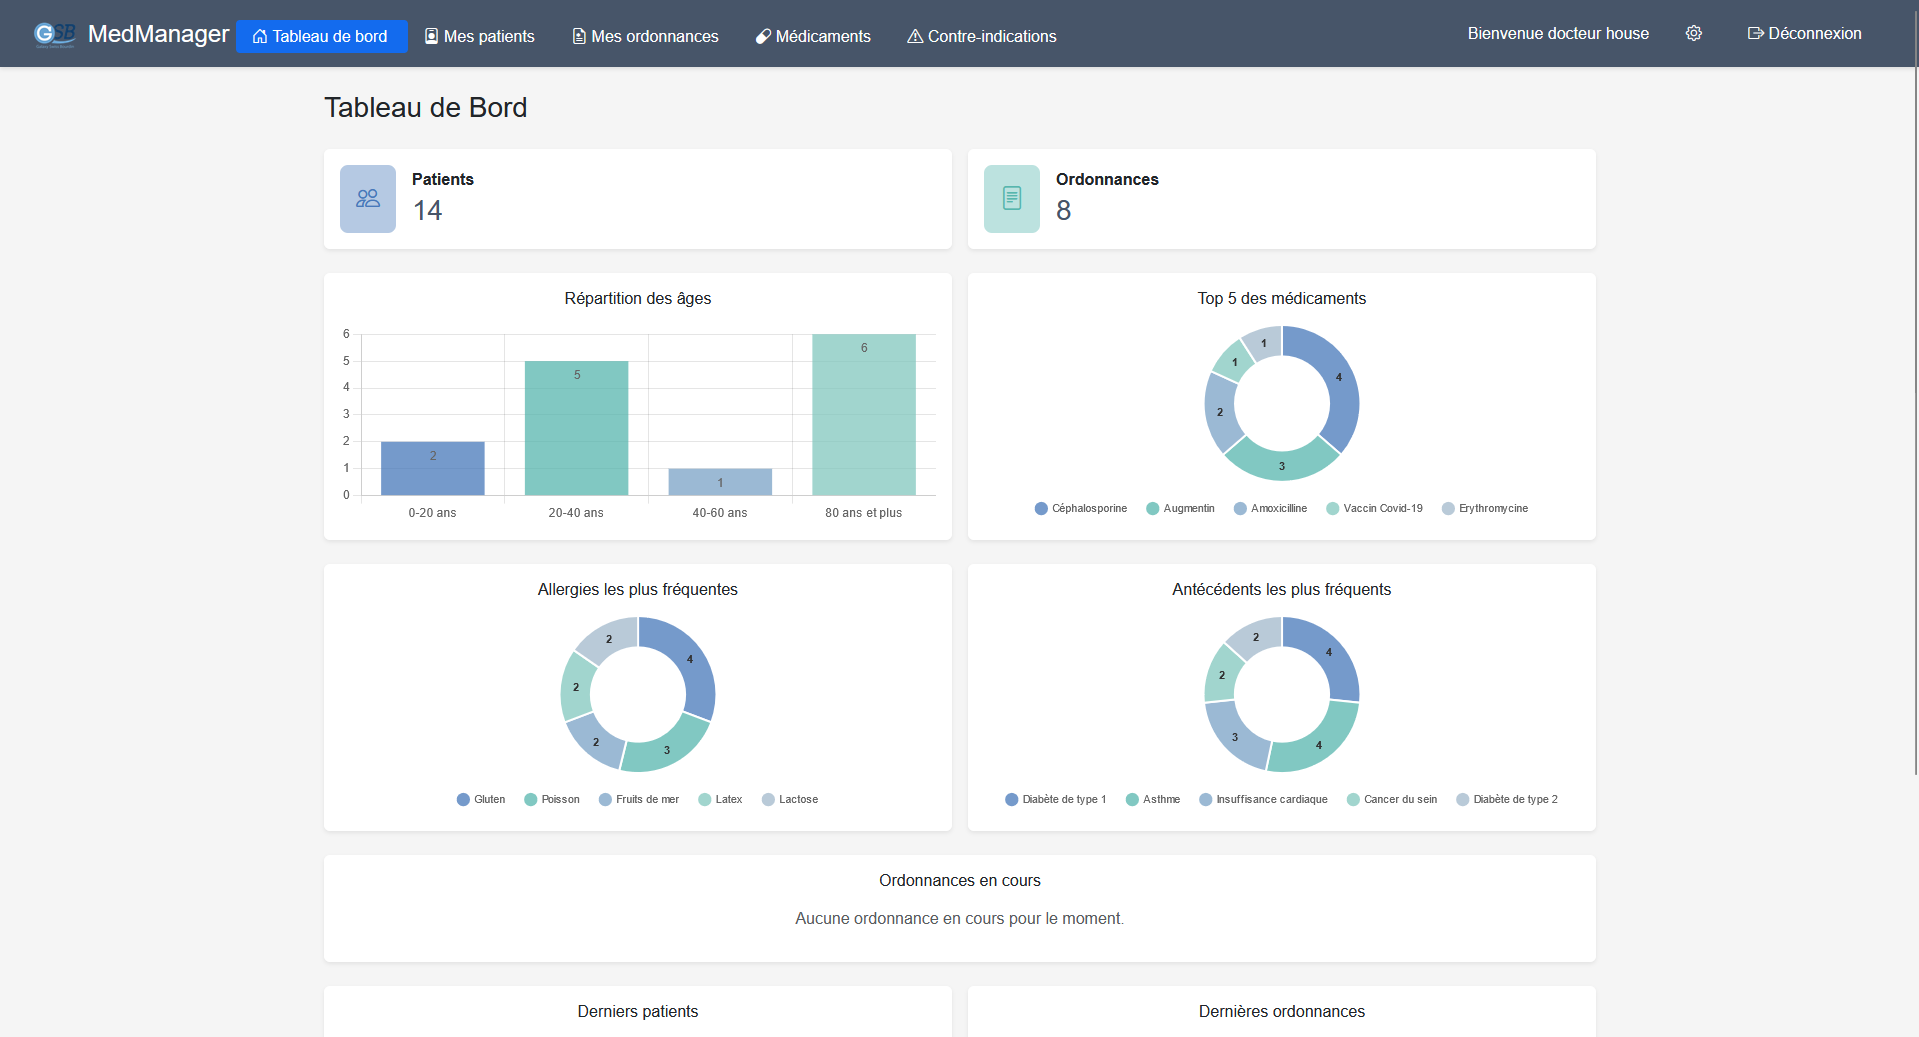 GSB
MedManager
Tableau de bord
Mes patients
Mes ordonnances
Médicaments
Contre-indications
Bienvenue docteur house
Déconnexion
Tableau de Bord
Patients
14
Ordonnances
8
Répartition des âges
6
5
4
3
2
1
0
2
5
1
6
0-20 ans
20-40 ans
40-60 ans
80 ans et plus
Top 5 des médicaments
4
3
2
1
1
Céphalosporine
Augmentin
Amoxicilline
Vaccin Covid-19
Erythromycine
Allergies les plus fréquentes
4
3
2
2
2
Gluten
Poisson
Fruits de mer
Latex
Lactose
Antécédents les plus fréquents
4
4
3
2
2
Diabète de type 1
Asthme
Insuffisance cardiaque
Cancer du sein
Diabète de type 2
Ordonnances en cours
Aucune ordonnance en cours pour le moment.
Derniers patients
Dernières ordonnances